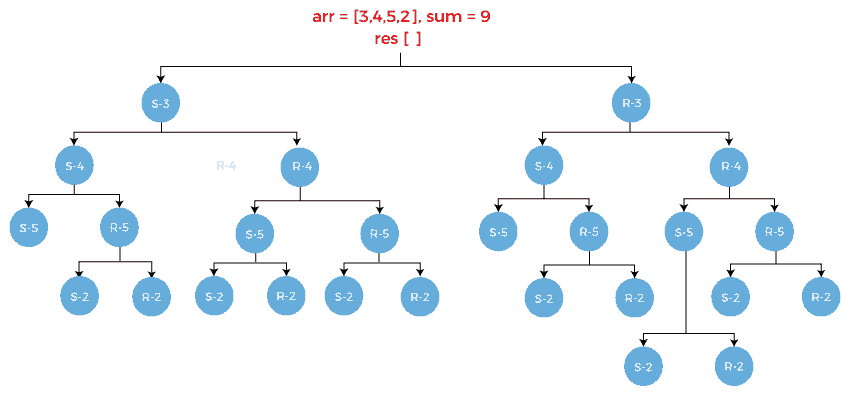 arr = [3,4,5,2], sum = 9
res [ ]
S-3 R-3
S-4 R-4 R-4 S-4 R-4
S-5 R-5 S-5 R-5 S-5 R-5 S-5 R-5
S-2 R-2 S-2 R-2 S-2 R-2 S-2 R-2 S-2 R-2
S-2 R-2